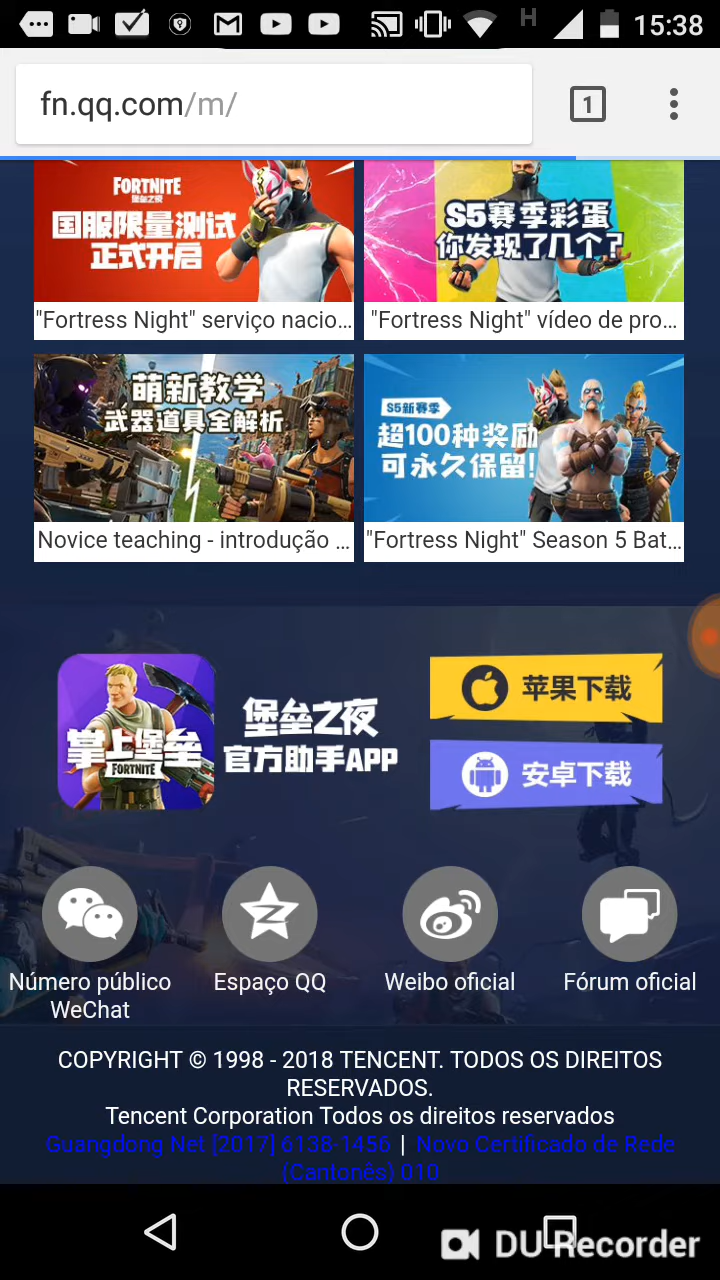 15:38
fn.qq.com/m/
1
FORTNITE
堡垒之夜
国服限量测试
正式开启
"Fortress Night" serviço nacio...
S5赛季彩蛋
你发现了几个?
"Fortress Night" vídeo de pro...
萌新教学
武器道具全解析
Novice teaching - introdução ...
S5新赛季
超100种奖励
可永久保留!
"Fortress Night" Season 5 Bat...
掌上堡垒
FORTNITE
堡垒之夜
官方助手APP
苹果下载
安卓下载
Número público
WeChat
Espaço QQ
Weibo oficial
Fórum oficial
COPYRIGHT © 1998 - 2018 TENCENT. TODOS OS DIREITOS
RESERVADOS.
Tencent Corporation Todos os direitos reservados
Guangdong Net [2017] 6138-1456 | Novo Certificado de Rede
(Cantonês) 010
DU Recorder